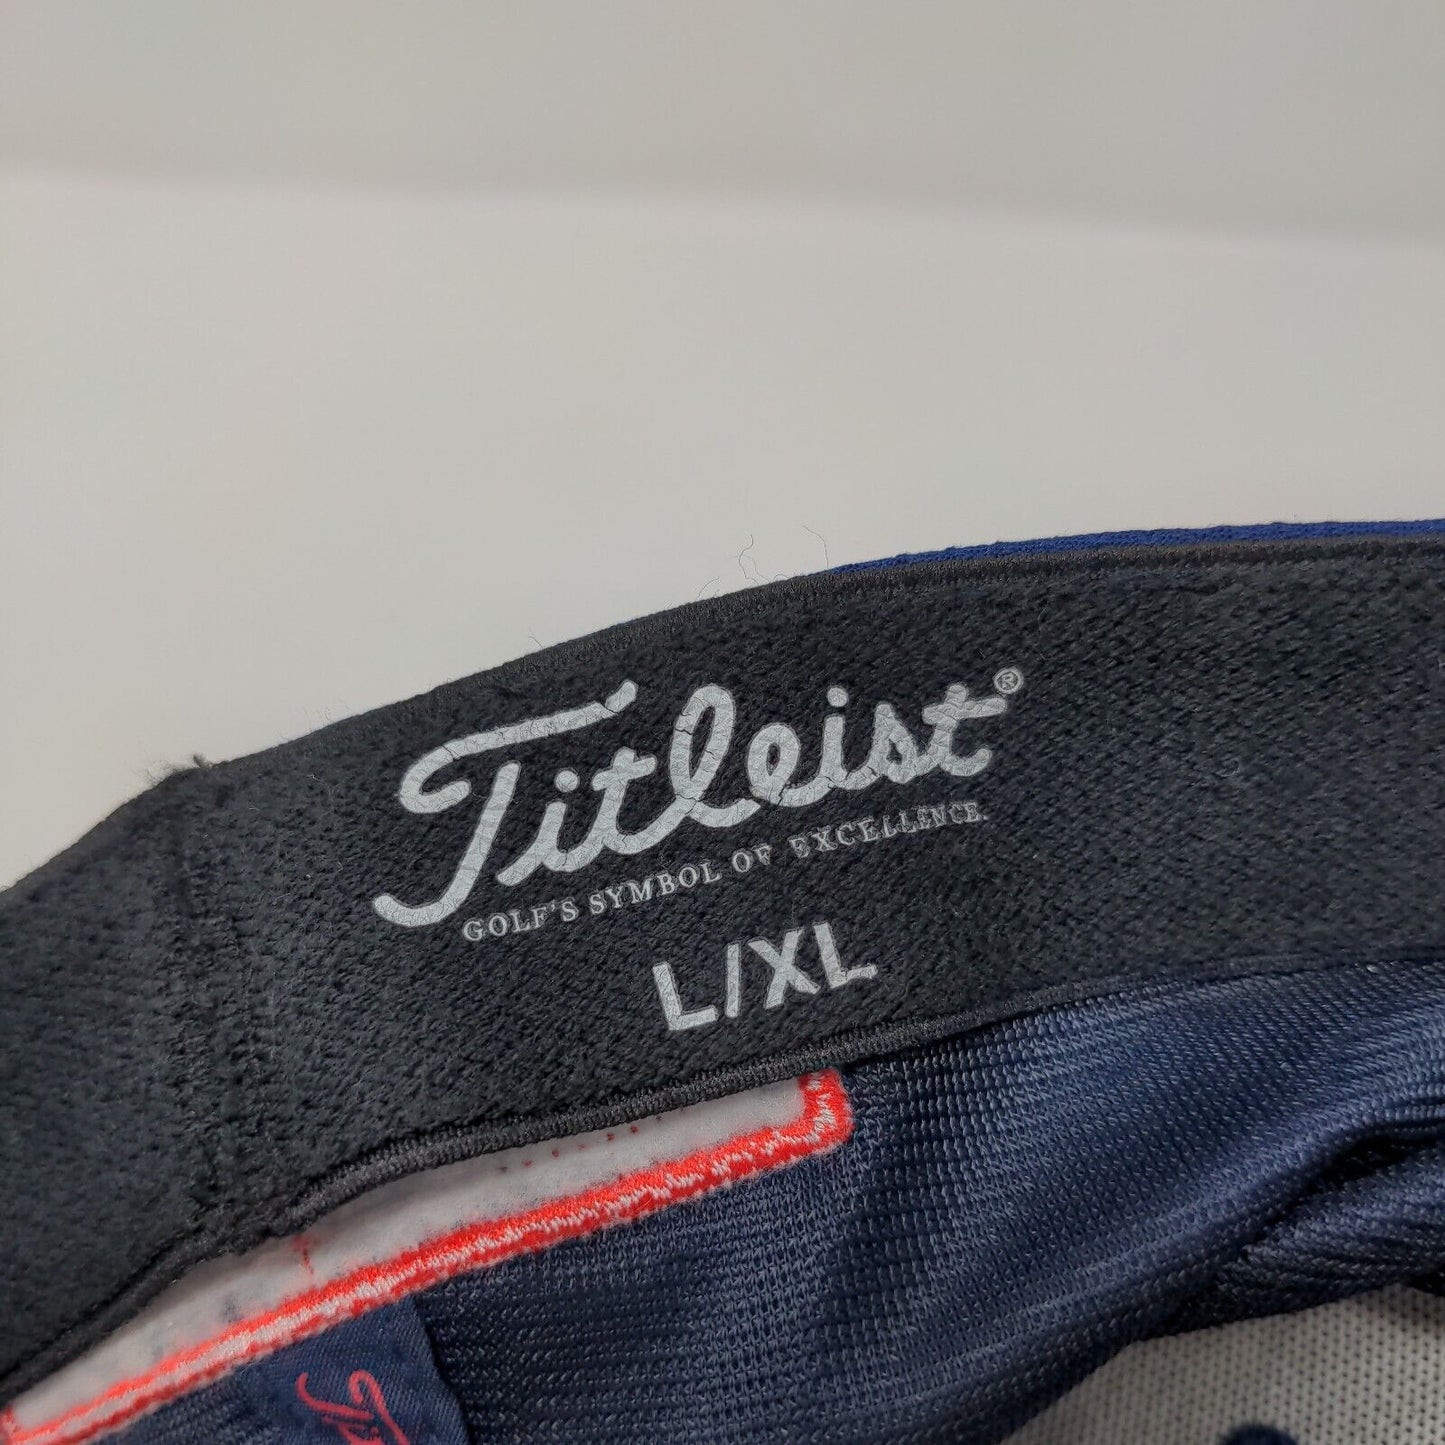 Titleist®
GOLF'S SYMBOL OF EXCELLENCE
L/XL